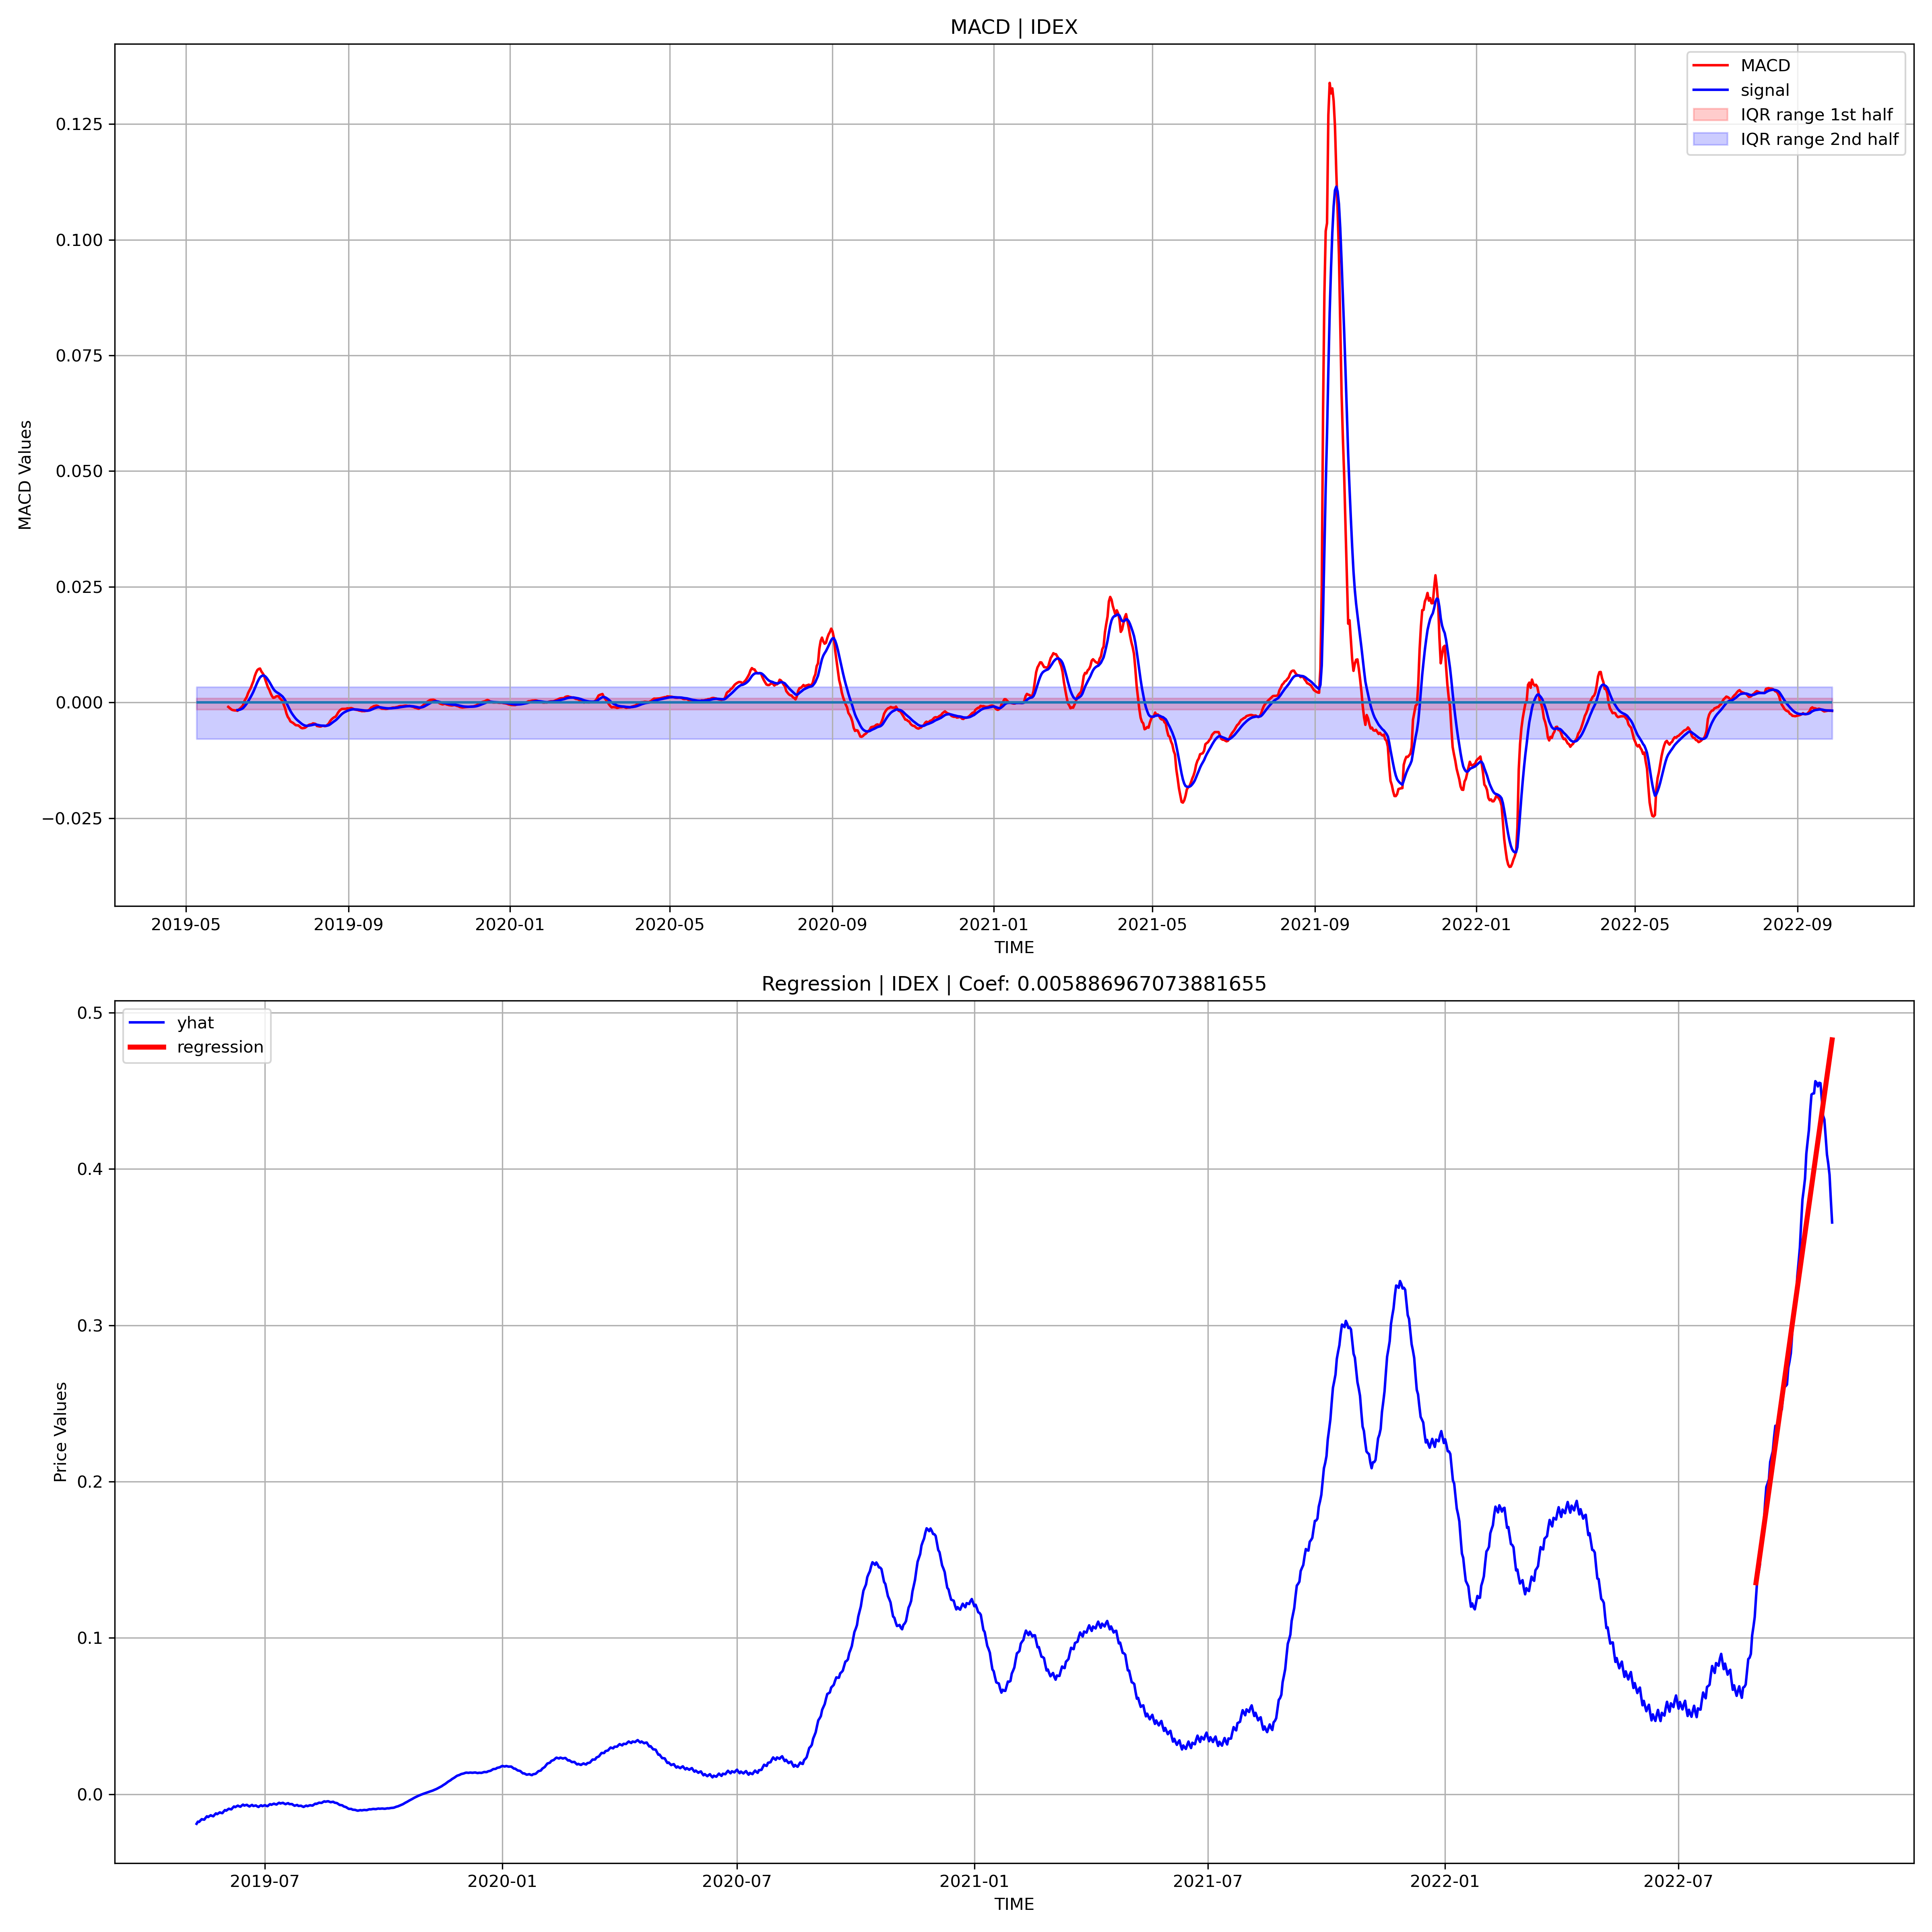 MACD | IDEX
MACD
signal
IQR range 1st half
IQR range 2nd half
0.125
0.100
0.075
0.050
0.025
0.000
−0.025
MACD Values
2019-05 2019-09 2020-01 2020-05 2020-09 2021-01 2021-05 2021-09 2022-01 2022-05 2022-09
TIME
Regression | IDEX | Coef: 0.005886967073881655
yhat
regression
0.5
0.4
0.3
0.2
0.1
0.0
Price Values
2019-07 2020-01 2020-07 2021-01 2021-07 2022-01 2022-07
TIME